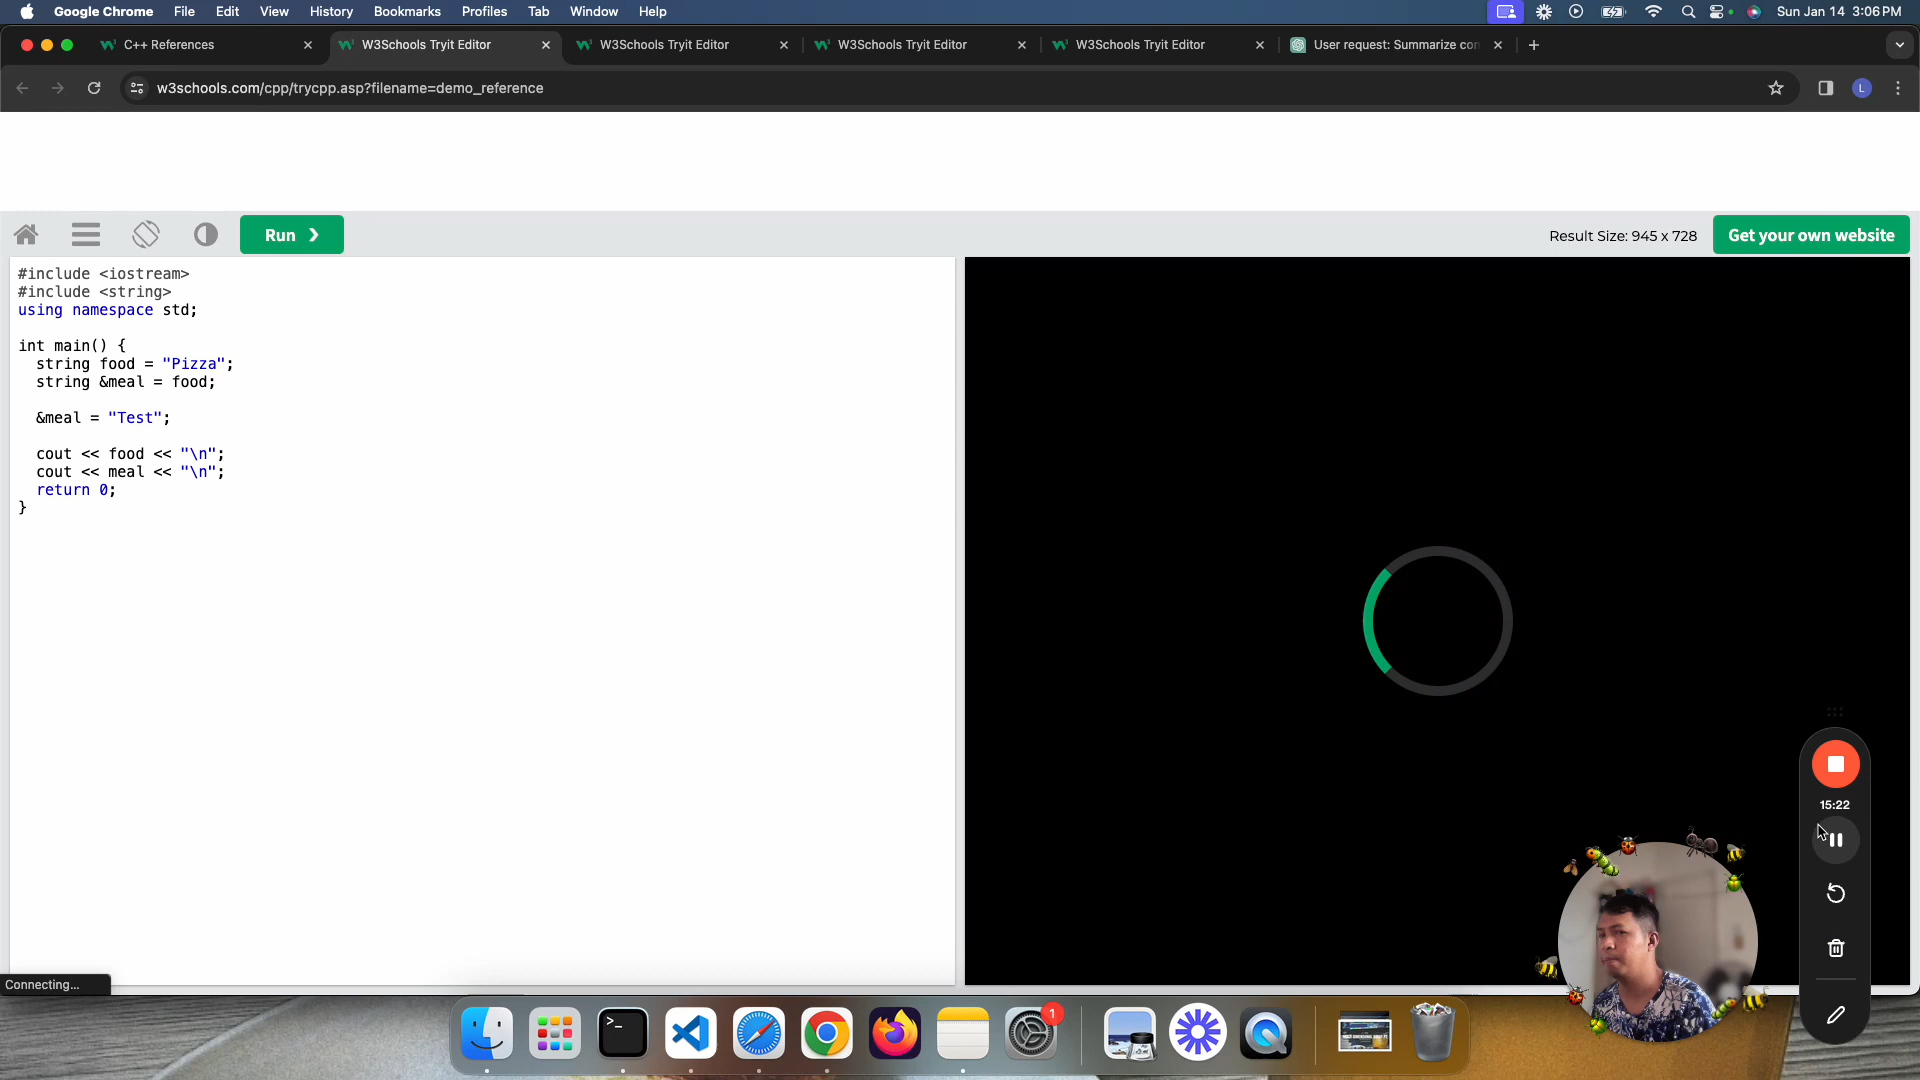 Google Chrome File Edit View History Bookmarks Profiles Tab Window Help Sun Jan 14 3:06 PM
C++ References W3Schools Tryit Editor W3Schools Tryit Editor W3Schools Tryit Editor W3Schools Tryit Editor User request: Summarize con
w3schools.com/cpp/trycpp.asp?filename=demo_reference L
Run ❯ Result Size: 945 x 728 Get your own website
#include <iostream>
#include <string>
using namespace std;
int main() {
string food = "Pizza";
string &meal = food;
&meal = "Test";
cout << food << "\n";
cout << meal << "\n";
return 0;
}
15:22
Connecting...
1